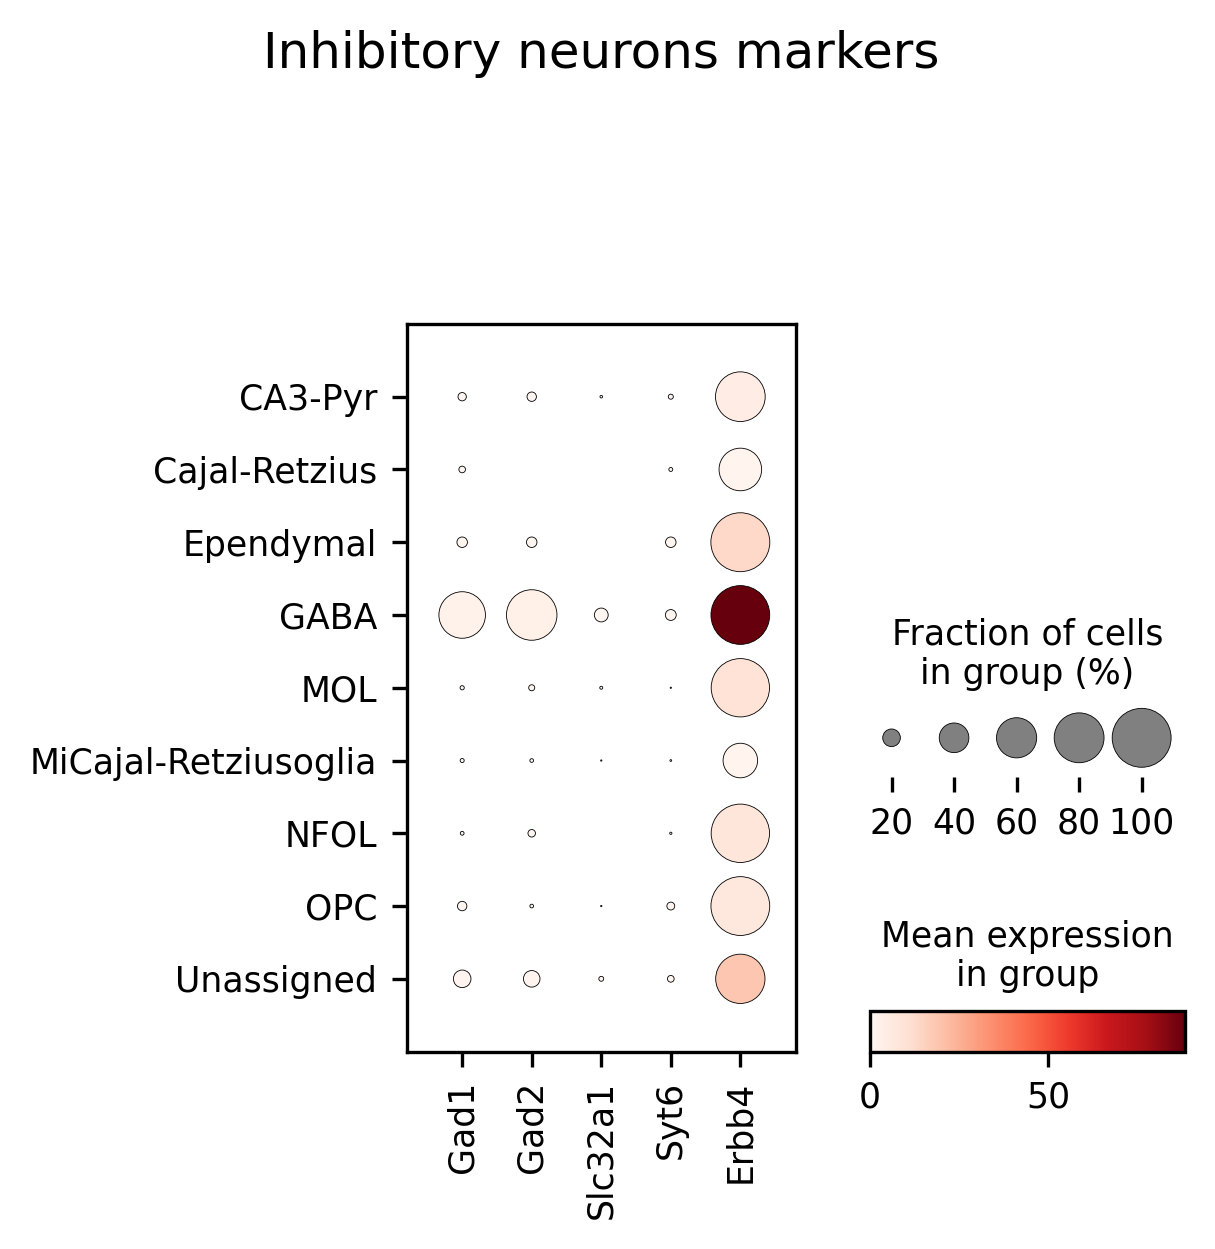 Inhibitory neurons markers
CA3-Pyr
Cajal-Retzius
Ependymal
GABA
MOL
MiCajal-Retziusoglia
NFOL
OPC
Unassigned
Gad1
Gad2
Slc32a1
Syt6
Erbb4
Fraction of cells
in group (%)
20 40 60 80 100
Mean expression
in group
0 50